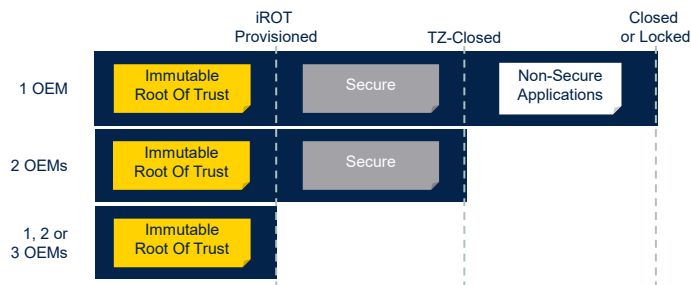 iROT
Provisioned
TZ-Closed
Closed
or Locked
1 OEM
Immutable
Root Of Trust
Secure
Non-Secure
Applications
2 OEMs
Immutable
Root Of Trust
Secure
1, 2 or
3 OEMs
Immutable
Root Of Trust